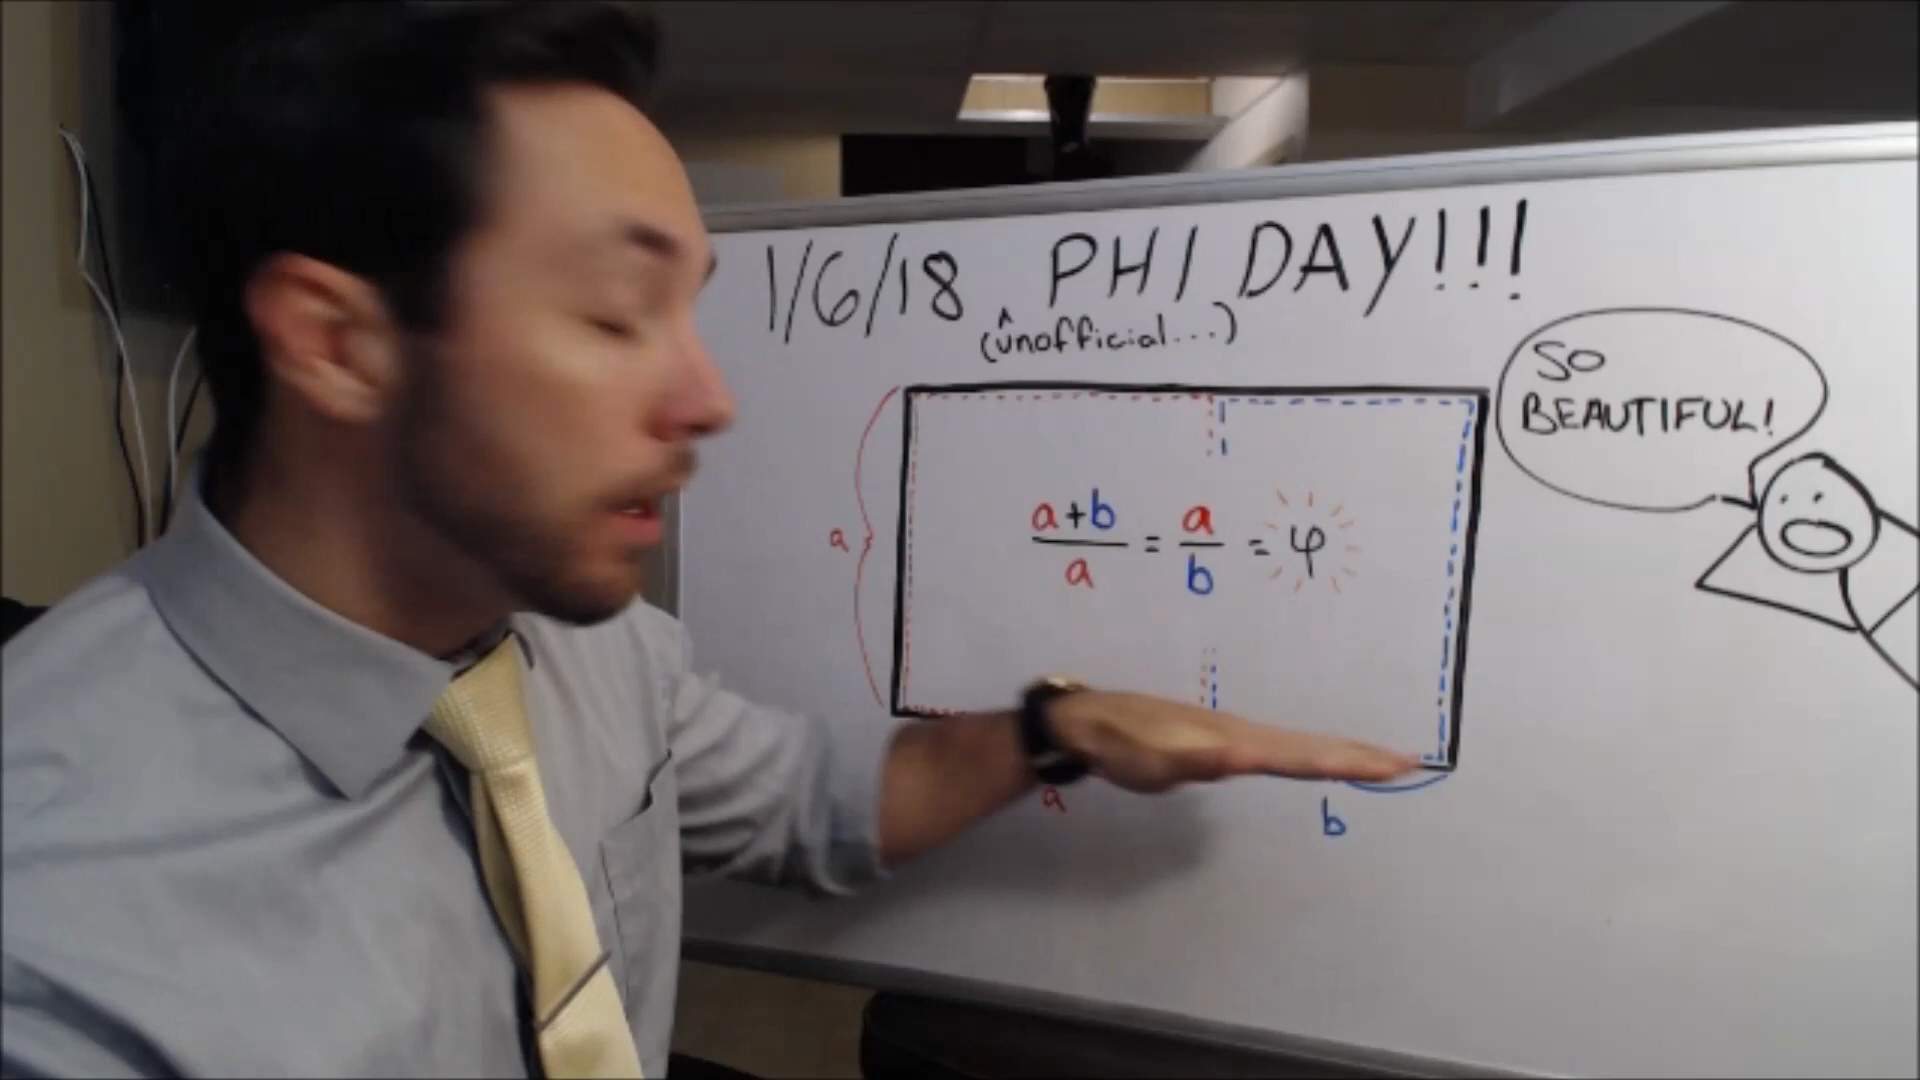 1/6/18 PHI DAY!!!
^
(unofficial...)
SO
BEAUTIFUL!
a
a+b/a = a/b = φ
a
b